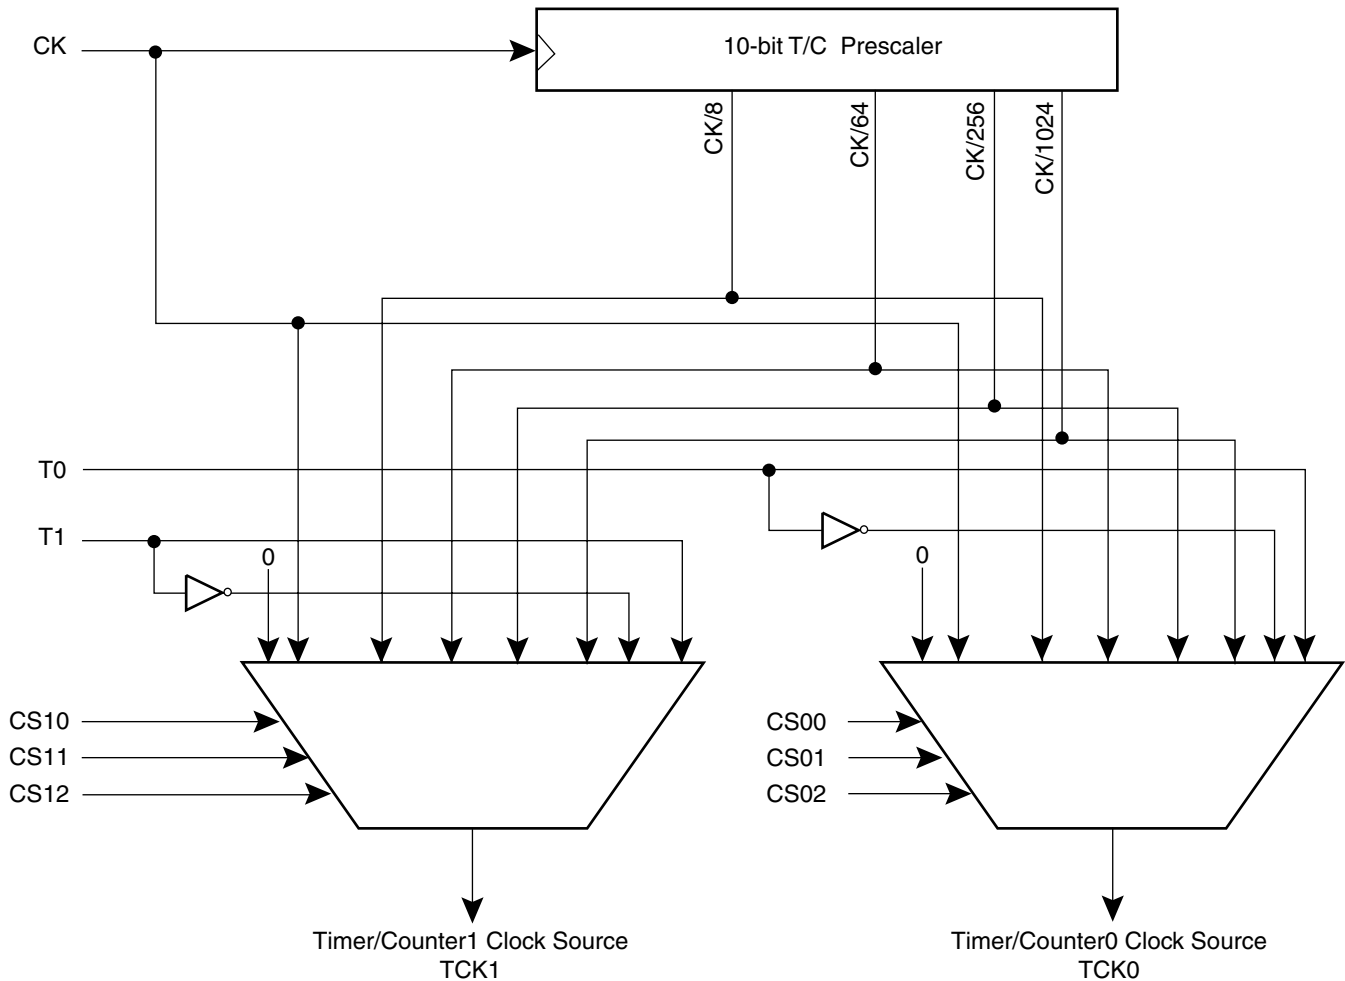 CK
10-bit T/C Prescaler
CK/8
CK/64
CK/256
CK/1024
T0
T1
0
0
CS10
CS11
CS12
CS00
CS01
CS02
Timer/Counter1 Clock Source
TCK1
Timer/Counter0 Clock Source
TCK0